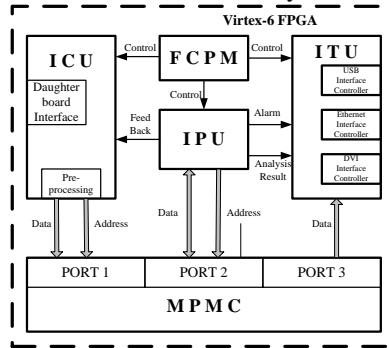 Virtex-6 FPGA
ICU
Daughter
board
Interface
Pre-
processing
Control
FCPM
Control
Control
ITU
USB
Interface
Controller
Ethernet
Interface
Controller
DVI
Interface
Controller
Feed
Back
IPU
Alarm
Analysis
Result
Data
Address
Data
Address
Data
PORT 1
PORT 2
PORT 3
MPMC